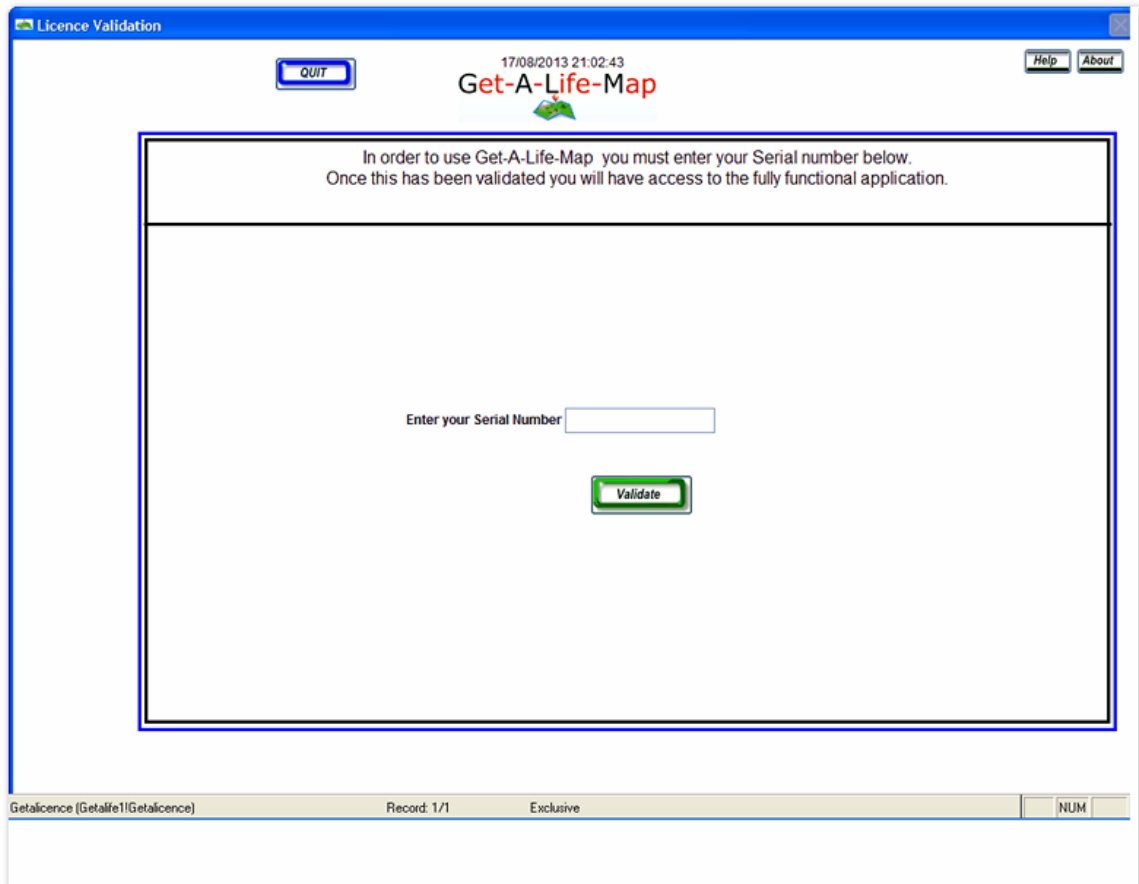 Licence Validation
QUIT
17/08/2013 21:02:43
Get-A-Life-Map
Help
About
In order to use Get-A-Life-Map you must enter your Serial number below.
Once this has been validated you will have access to the fully functional application.
Enter your Serial Number
Validate
Getalicence (Getalife1!Getalicence)
Record: 1/1
Exclusive
NUM